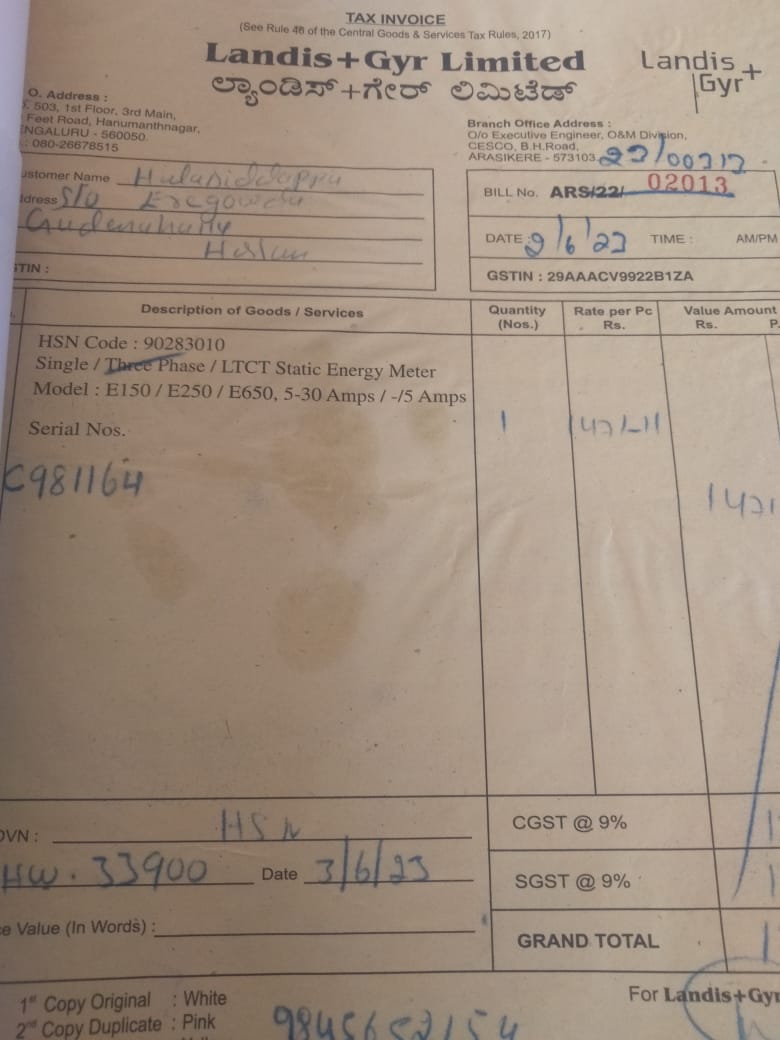 TAX INVOICE
(See Rule 46 of the Central Goods & Services Tax Rules, 2017)
Landis+Gyr Limited
ಲ್ಯಾಂಡಿಸ್+ಗೇರ್ ಲಿಮಿಟೆಡ್
Landis
Gyr+
O. Address :
503, 1st Floor, 3rd Main,
Feet Road, Hanumanthnagar,
NGALURU - 560050.
: 080-26678515
Branch Office Address :
O/o Executive Engineer, O&M Division,
CESCO, B.H.Road,
ARASIKERE - 573103.
ustomer Name
dress S/o
Hassan
STIN :
BILL No. ARS/22/ 02013
DATE : 9/6/23 TIME : AM/PM
GSTIN : 29AAACV9922B1ZA
Description of Goods / Services
Quantity (Nos.)
Rate per Pc Rs.
Value Amount Rs. P.
HSN Code : 90283010
Single / Three Phase / LTCT Static Energy Meter
Model : E150 / E250 / E650, 5-30 Amps / -/5 Amps
Serial Nos. 1
C981164
OVN : HSN
CGST @ 9%
HW. 33900 Date 3/6/23
SGST @ 9%
e Value (In Words) :
GRAND TOTAL
1st Copy Original : White
2nd Copy Duplicate : Pink
For Landis+Gyr
9845652154